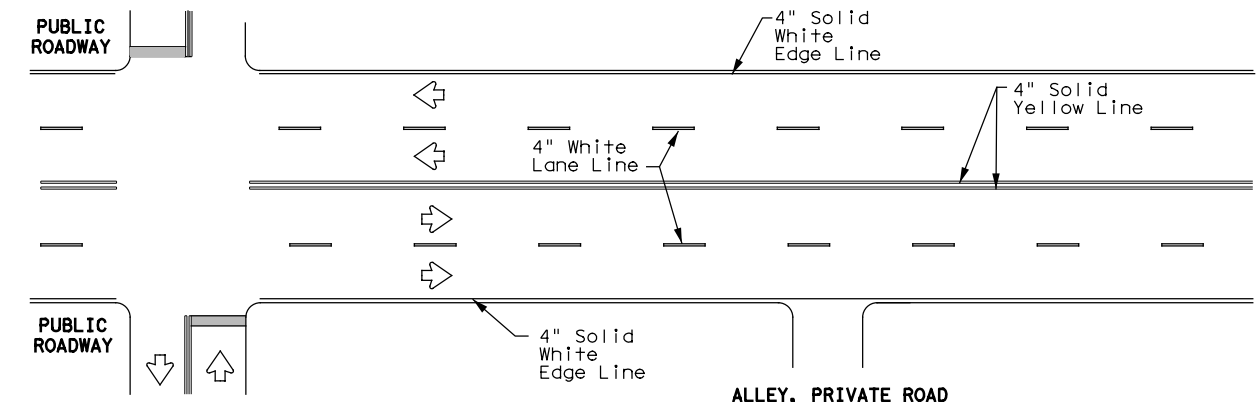 PUBLIC
ROADWAY
4" Solid
White
Edge Line
4" Solid
Yellow Line
4" White
Lane Line
PUBLIC
ROADWAY
4" Solid
White
Edge Line
ALLEY, PRIVATE ROAD